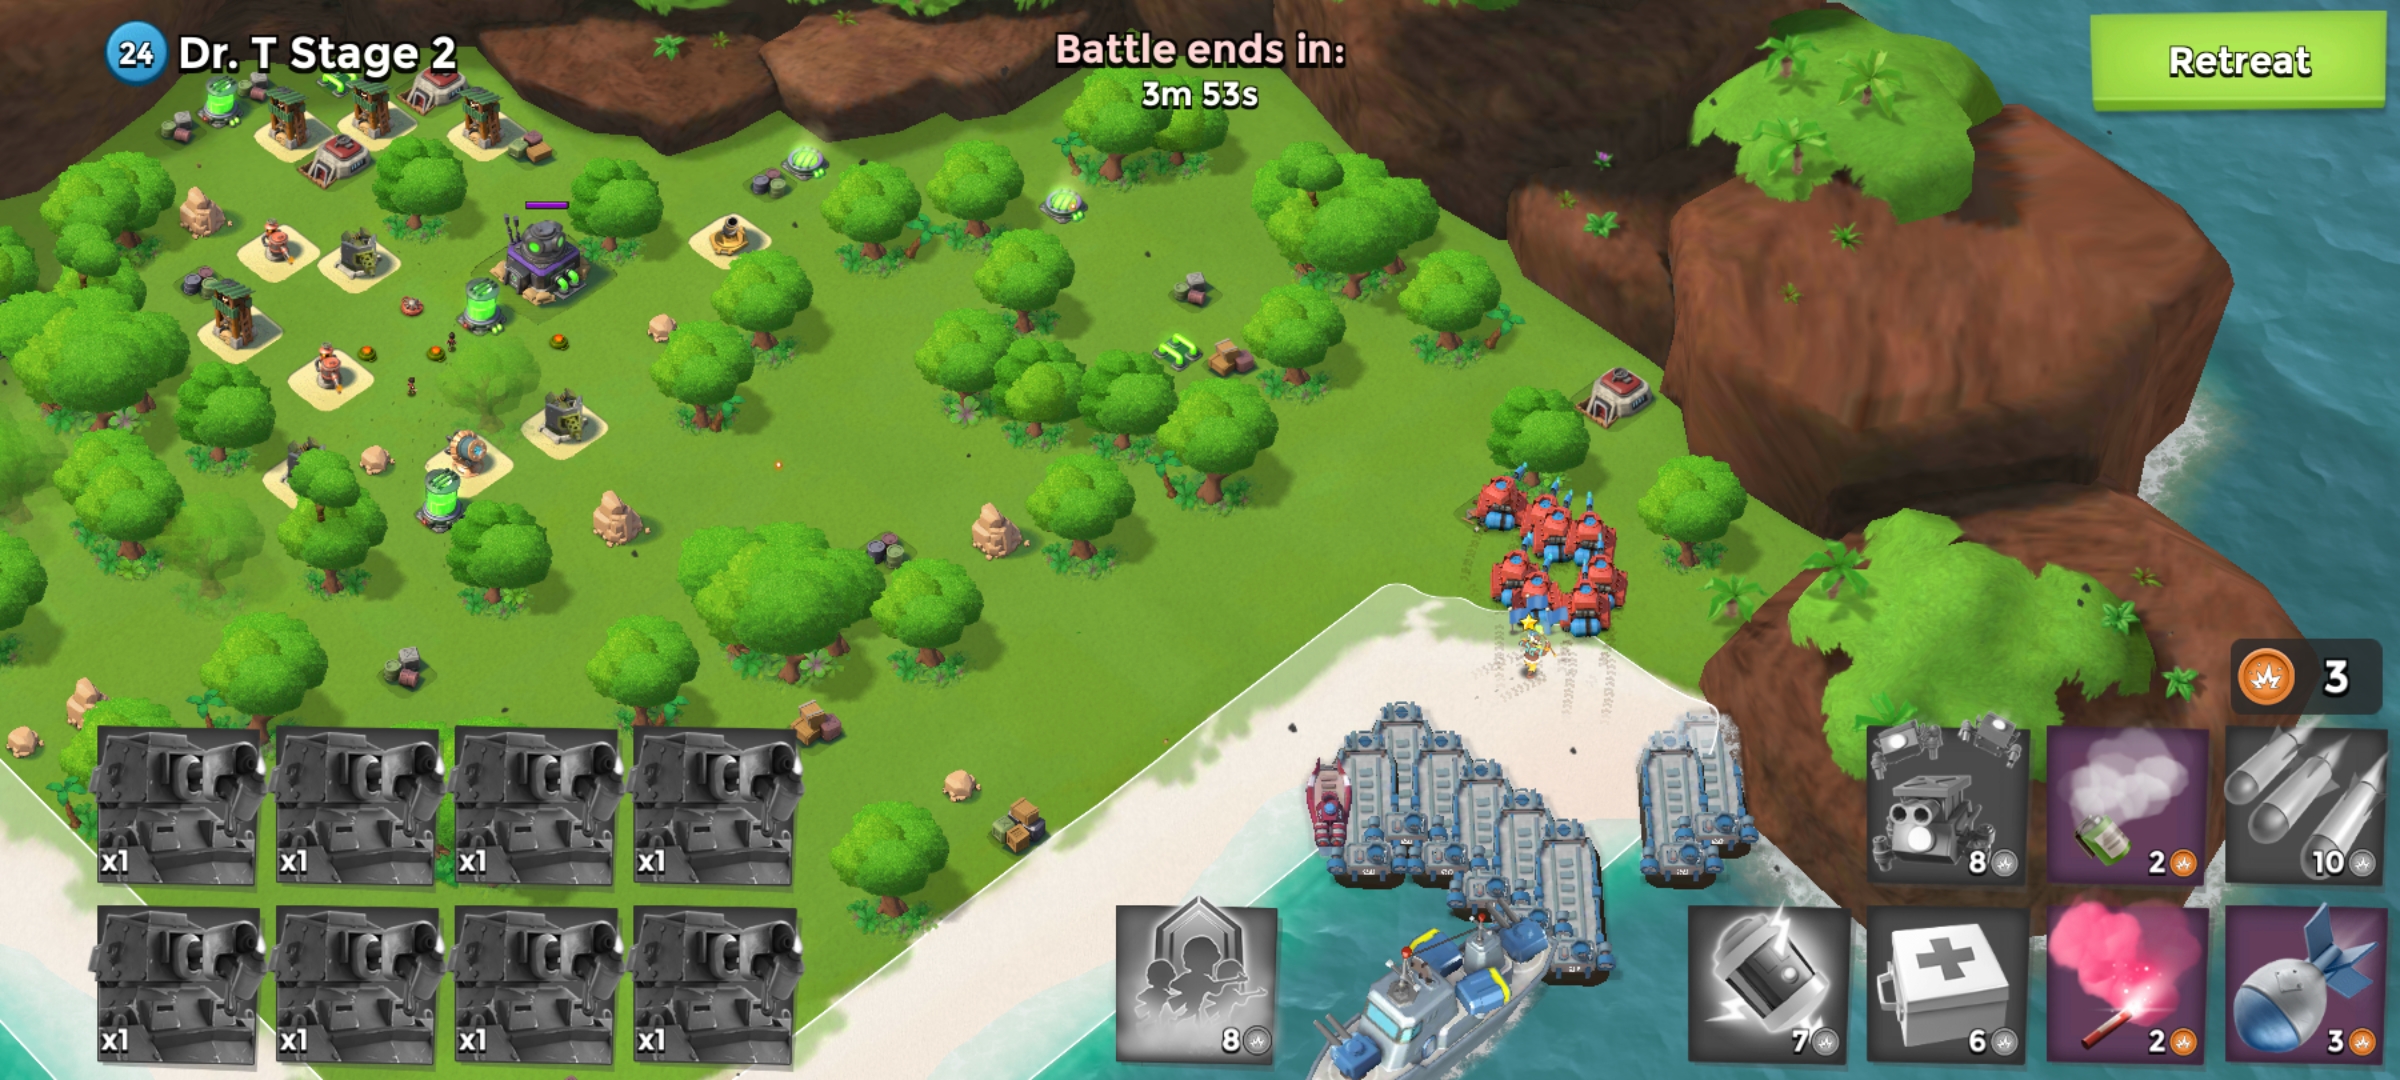 24 Dr. T Stage 2
Battle ends in:
3m 53s
Retreat
3
x1 x1 x1 x1
8 2 10
x1 x1 x1 x1
8 7 6 2 3